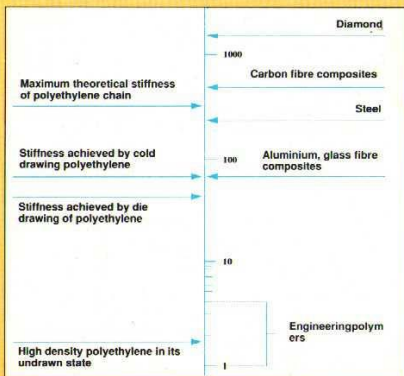 Diamond
1000
Carbon fibre composites
Maximum theoretical stiffness
of polyethylene chain
Steel
Stiffness achieved by cold
drawing polyethylene
100
Aluminium, glass fibre
composites
Stiffness achieved by die
drawing of polyethylene
10
Engineeringpolym
ers
High density polyethylene in its
undrawn state
1